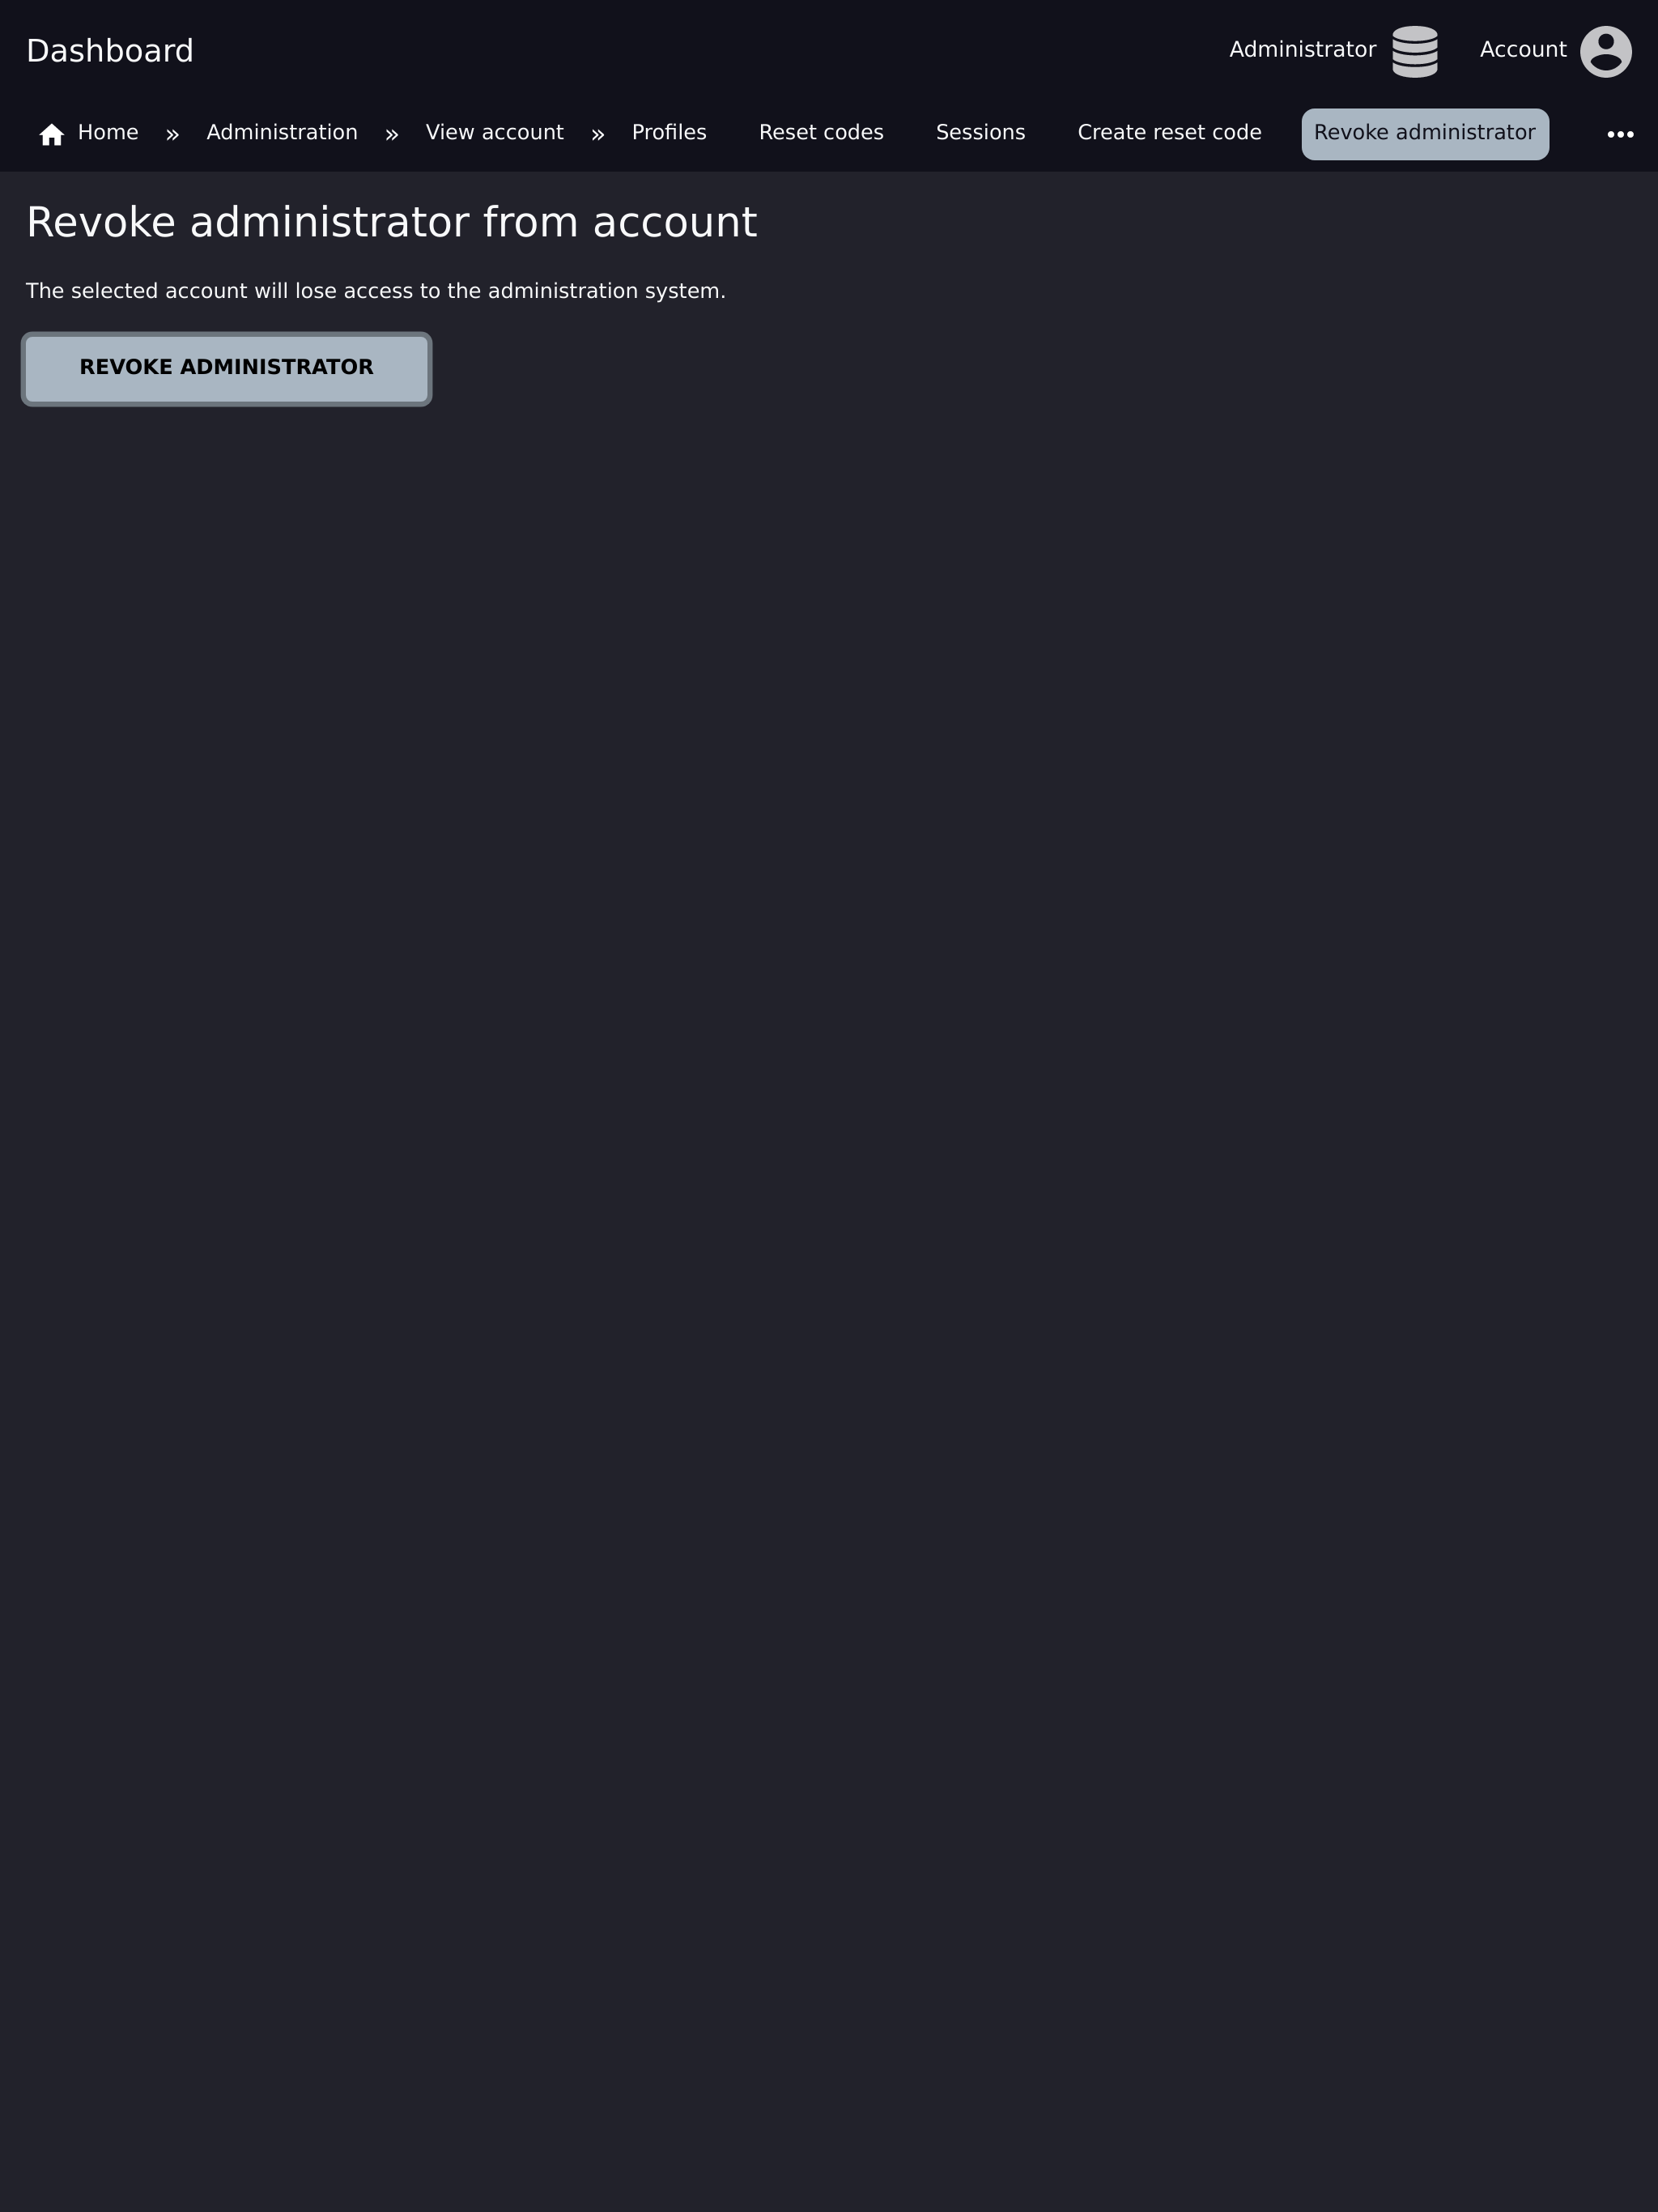 Dashboard
Administrator
Account
Home » Administration » View account » Profiles Reset codes Sessions Create reset code Revoke administrator •••
Revoke administrator from account
The selected account will lose access to the administration system.
REVOKE ADMINISTRATOR